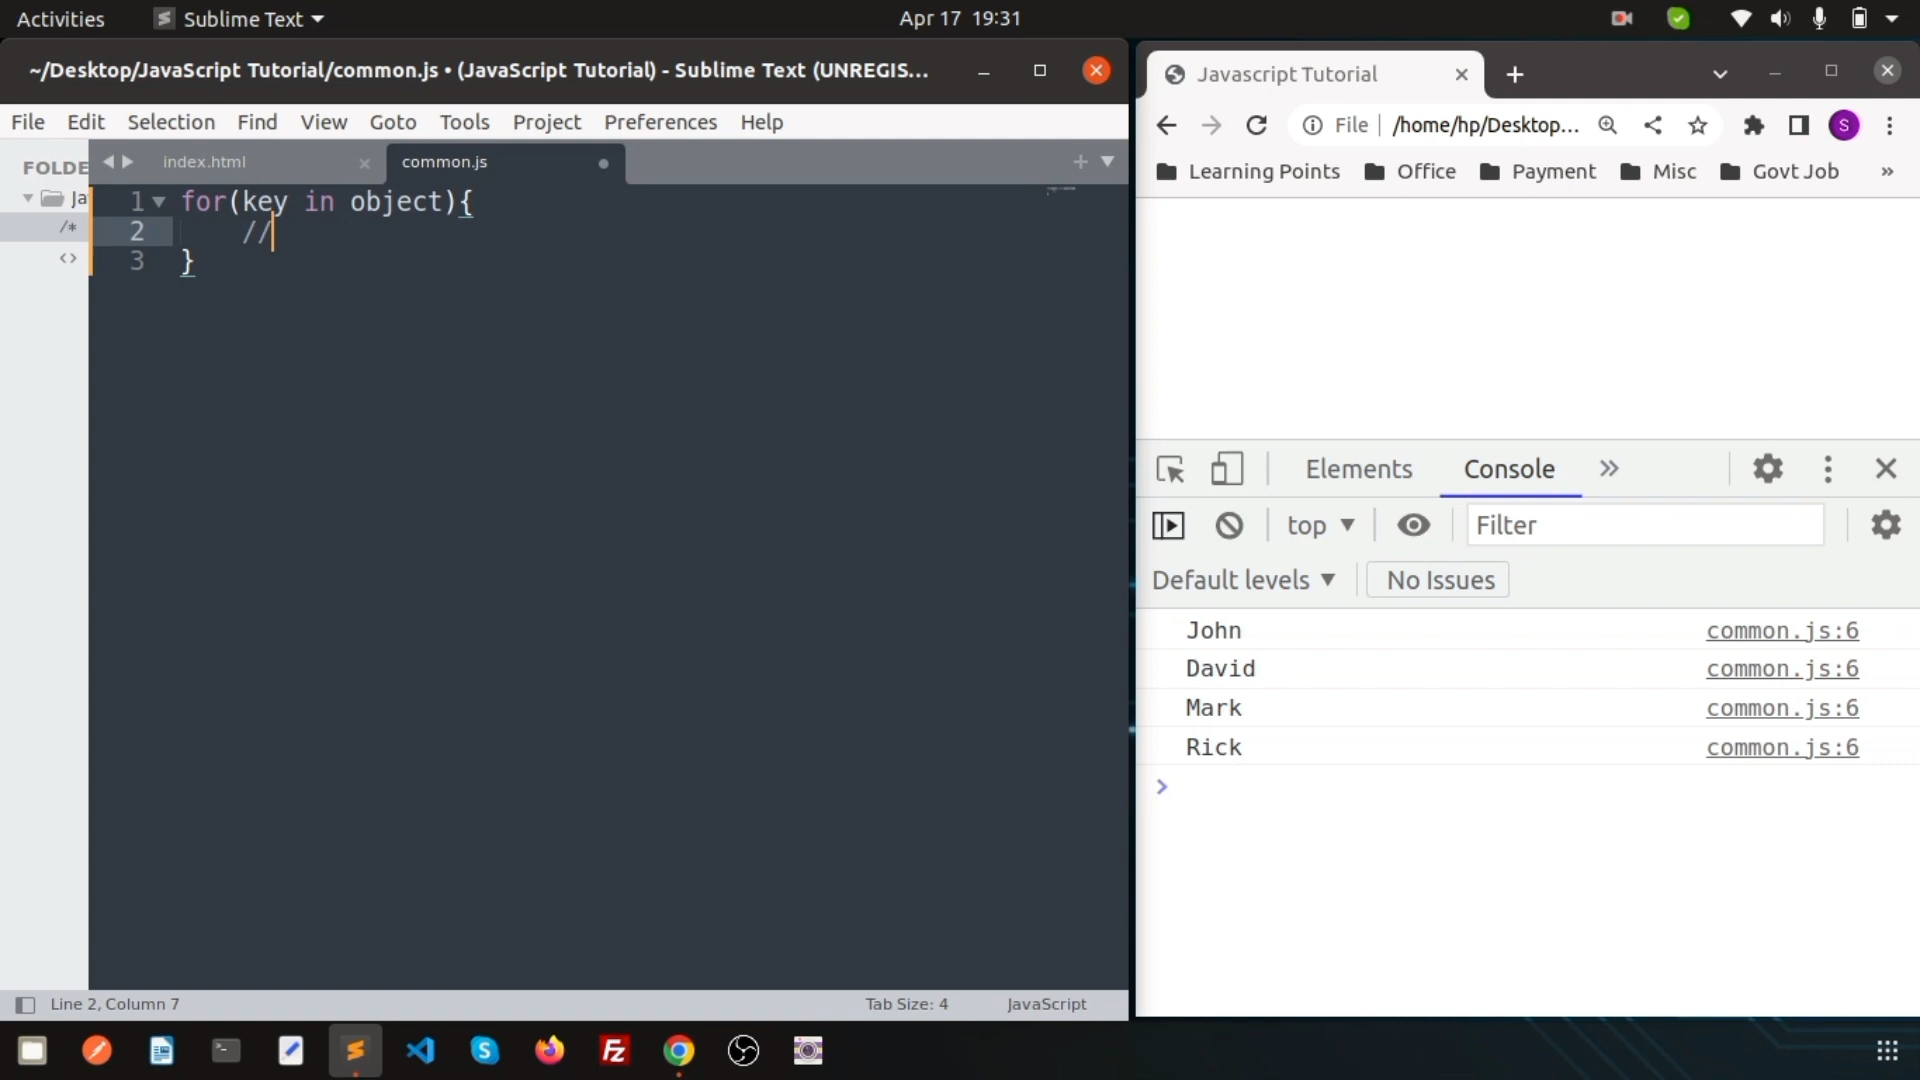 Activities
Sublime Text
Apr 17 19:31
~/Desktop/JavaScript Tutorial/common.js • (JavaScript Tutorial) - Sublime Text (UNREGIS...
File Edit Selection Find View Goto Tools Project Preferences Help
FOLDE
Ja
/*
<>
index.html
common.js
1 for(key in object){
2 //
3 }
Line 2, Column 7
Tab Size: 4
JavaScript
Javascript Tutorial
File /home/hp/Desktop...
S
Learning Points Office Payment Misc Govt Job »
Elements Console
top
Filter
Default levels
No Issues
John common.js:6
David common.js:6
Mark common.js:6
Rick common.js:6